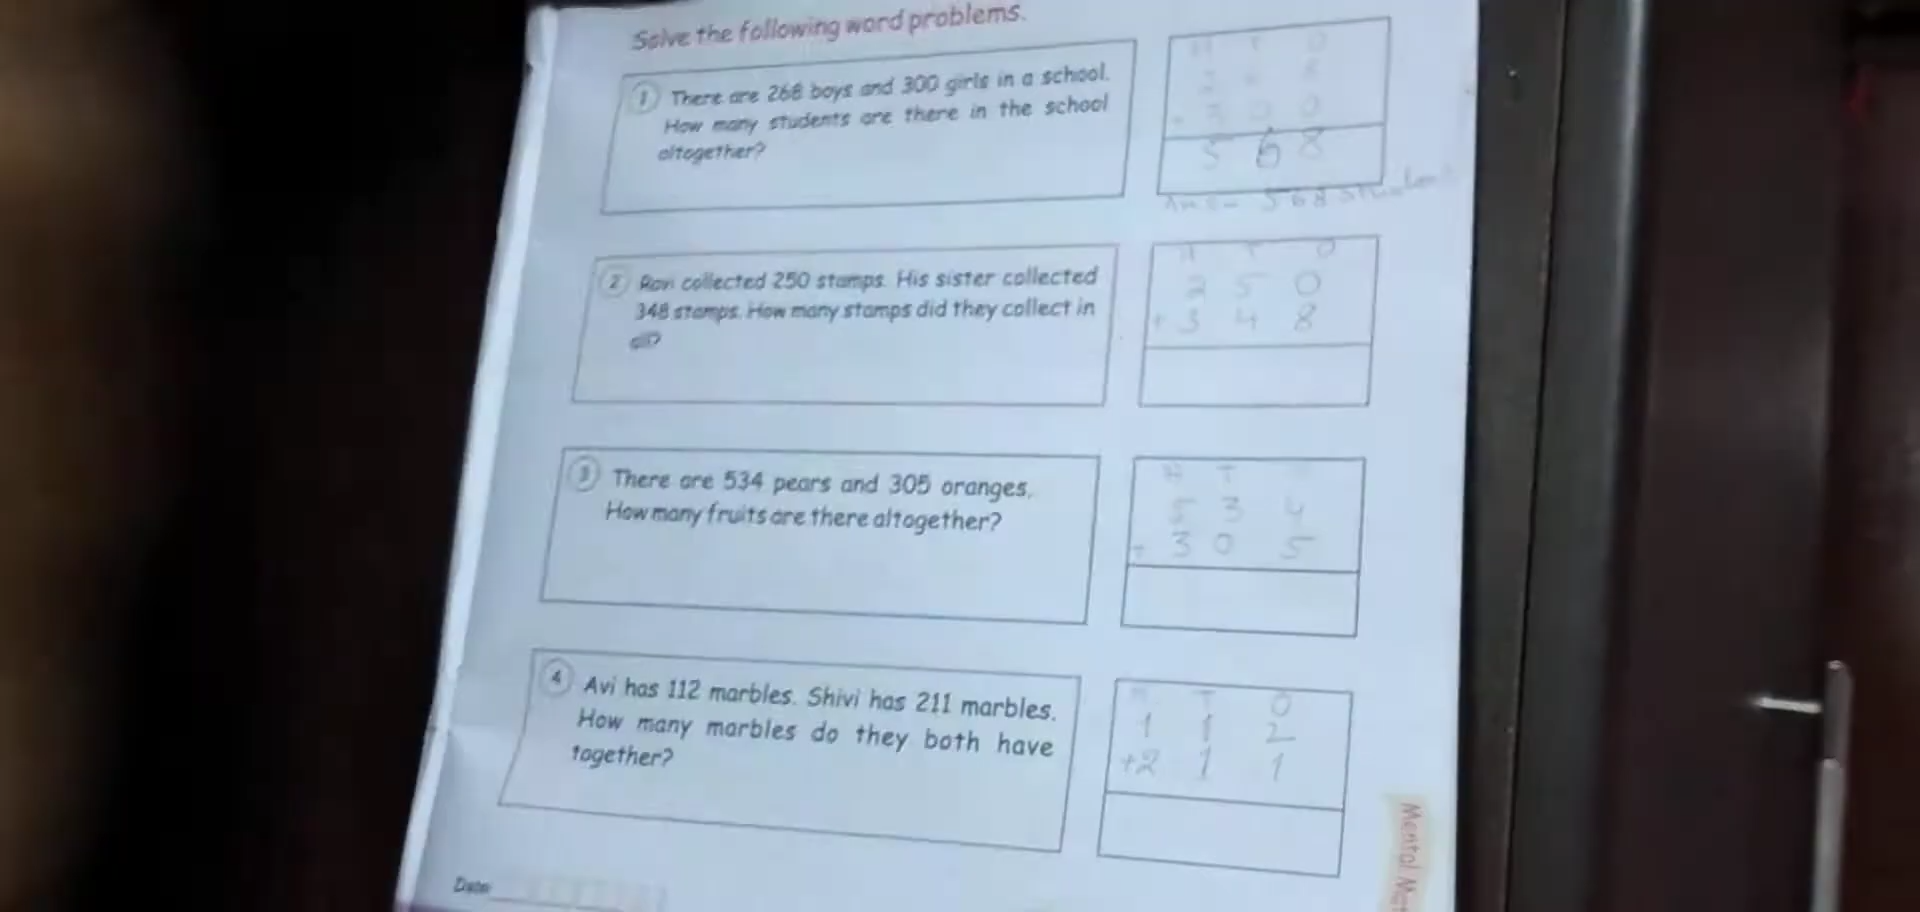 Solve the following word problems.
1 There are 268 boys and 300 girls in a school.
How many students are there in the school
altogether?
H T O
2 6 8
3 0 0
5 6 8
Ans - 568 students
2 Ravi collected 250 stamps. His sister collected
348 stamps. How many stamps did they collect in
all?
H T O
2 5 0
+ 3 4 8
3 There are 534 pears and 305 oranges.
How many fruits are there altogether?
H T
5 3 4
+ 3 0 5
4 Avi has 112 marbles. Shivi has 211 marbles.
How many marbles do they both have
together?
H T O
1 1 2
+2 1 1
Mental
Date